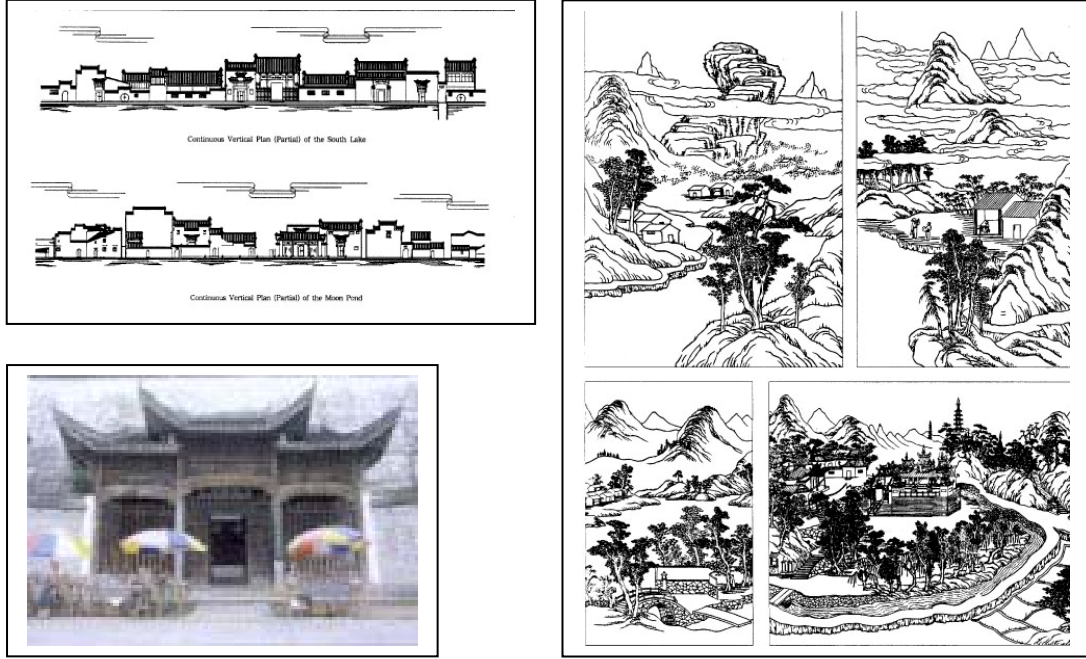 Continuous Vertical Plan (Partial) of the South Lake
Continuous Vertical Plan (Partial) of the Moon Pond